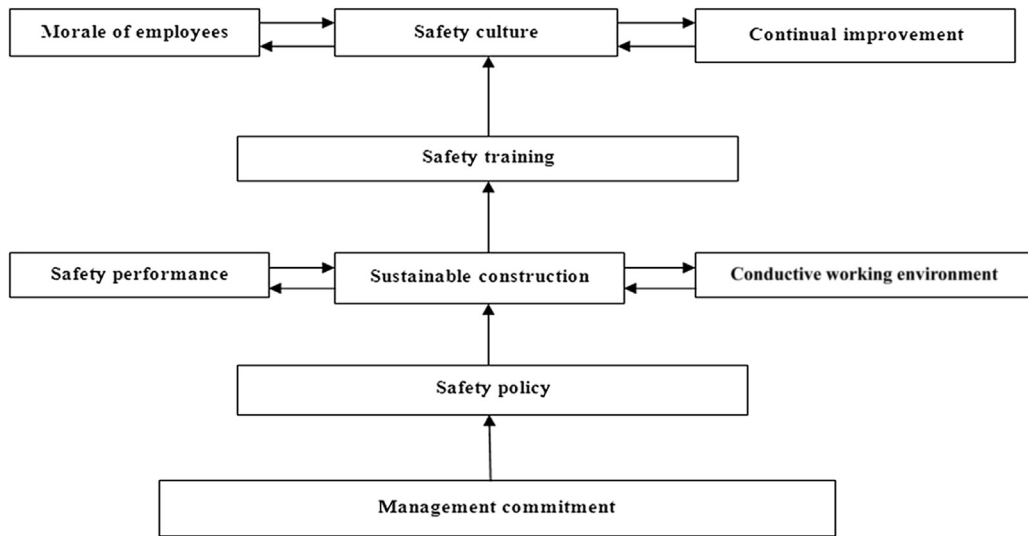 Morale of employees
Safety culture
Continual improvement
Safety training
Safety performance
Sustainable construction
Conductive working environment
Safety policy
Management commitment